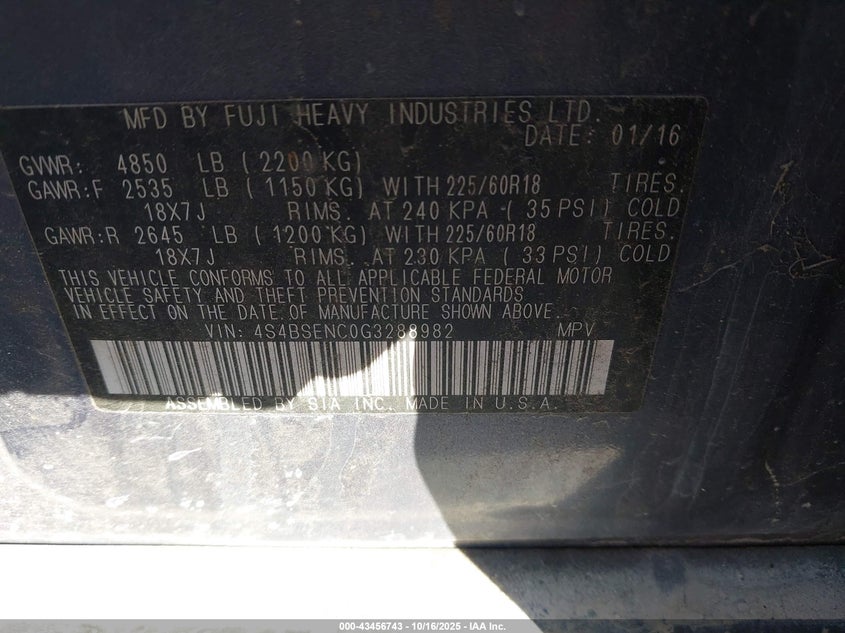 MFD BY FUJI HEAVY INDUSTRIES LTD.
DATE: 01/16
GVWR: 4850 LB (2200 KG)
GAWR:F 2535 LB (1150 KG) WITH 225/60R18 TIRES.
18X7J RIMS. AT 240 KPA (35 PSI) COLD
GAWR:R 2645 LB (1200 KG) WITH 225/60R18 TIRES.
18X7J RIMS. AT 230 KPA (33 PSI) COLD
THIS VEHICLE CONFORMS TO ALL APPLICABLE FEDERAL MOTOR
VEHICLE SAFETY AND THEFT PREVENTION STANDARDS
IN EFFECT ON THE DATE OF MANUFACTURE SHOWN ABOVE.
VIN: 4S4BSENC0G3288982 MPV
ASSEMBLED BY SIA INC. MADE IN U.S.A.
000-43456743 - 10/16/2025 - IAA Inc.